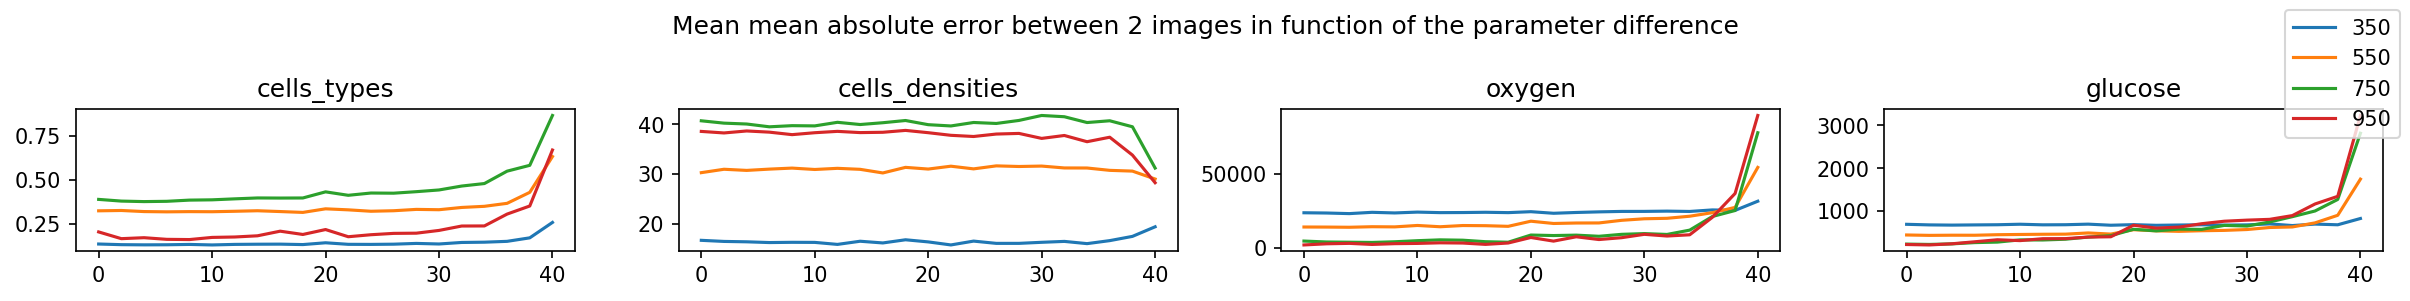 Mean mean absolute error between 2 images in function of the parameter difference
350
550
750
950
cells_types
0.75
0.50
0.25
0 10 20 30 40
cells_densities
40
30
20
0 10 20 30 40
oxygen
50000
0
0 10 20 30 40
glucose
3000
2000
1000
0 10 20 30 40